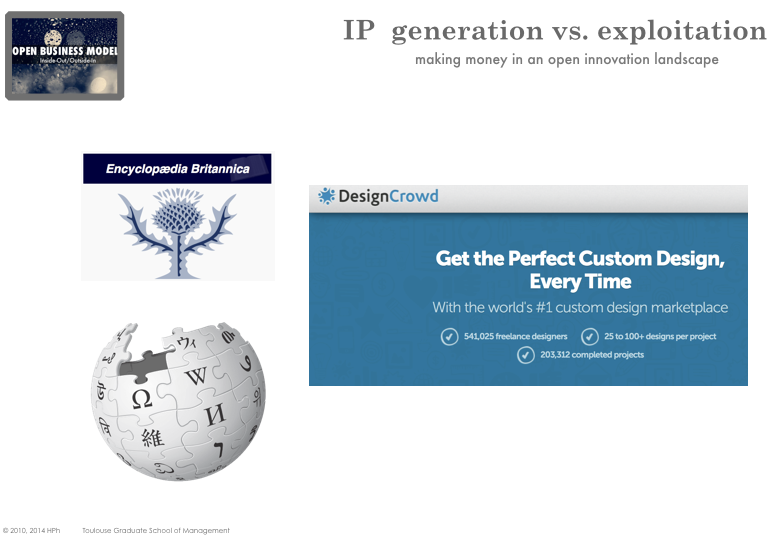 OPEN BUSINESS MODEL
Inside-Out/Outside-In
IP generation vs. exploitation
making money in an open innovation landscape
Encyclopædia Britannica
DesignCrowd
Get the Perfect Custom Design,
Every Time
With the world's #1 custom design marketplace
541,025 freelance designers 25 to 100+ designs per project
203,312 completed projects
ウィ
W
Ω
И
維
© 2010, 2014 HPh Toulouse Graduate School of Management